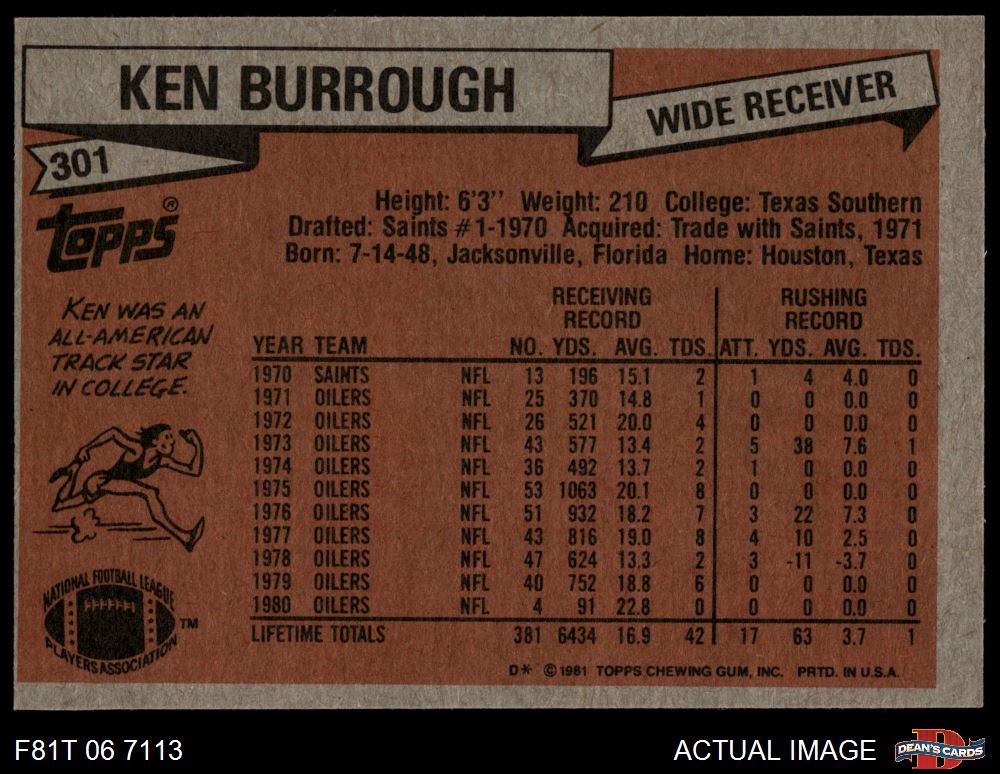 KEN BURROUGH
WIDE RECEIVER
301
TOPPS®
Height: 6'3'' Weight: 210 College: Texas Southern
Drafted: Saints #1-1970 Acquired: Trade with Saints, 1971
Born: 7-14-48, Jacksonville, Florida Home: Houston, Texas
KEN WAS AN
ALL-AMERICAN
TRACK STAR
IN COLLEGE.
RECEIVING RECORD RUSHING RECORD
YEAR TEAM NO. YDS. AVG. TDS. ATT. YDS. AVG. TDS.
1970 SAINTS NFL 13 196 15.1 2 1 4 4.0 0
1971 OILERS NFL 25 370 14.8 1 0 0 0.0 0
1972 OILERS NFL 26 521 20.0 4 0 0 0.0 0
1973 OILERS NFL 43 577 13.4 2 5 38 7.6 1
1974 OILERS NFL 36 492 13.7 2 1 0 0.0 0
1975 OILERS NFL 53 1063 20.1 8 0 0 0.0 0
1976 OILERS NFL 51 932 18.2 7 3 22 7.3 0
1977 OILERS NFL 43 816 19.0 8 4 10 2.5 0
1978 OILERS NFL 47 624 13.3 2 3 -11 -3.7 0
1979 OILERS NFL 40 752 18.8 6 0 0 0.0 0
1980 OILERS NFL 4 91 22.8 0 0 0 0.0 0
LIFETIME TOTALS 381 6434 16.9 42 17 63 3.7 1
NATIONAL FOOTBALL LEAGUE
PLAYERS ASSOCIATION TM
D* ©1981 TOPPS CHEWING GUM, INC. PRTD. IN U.S.A.
F81T 06 7113
ACTUAL IMAGE
D
DEAN'S CARDS